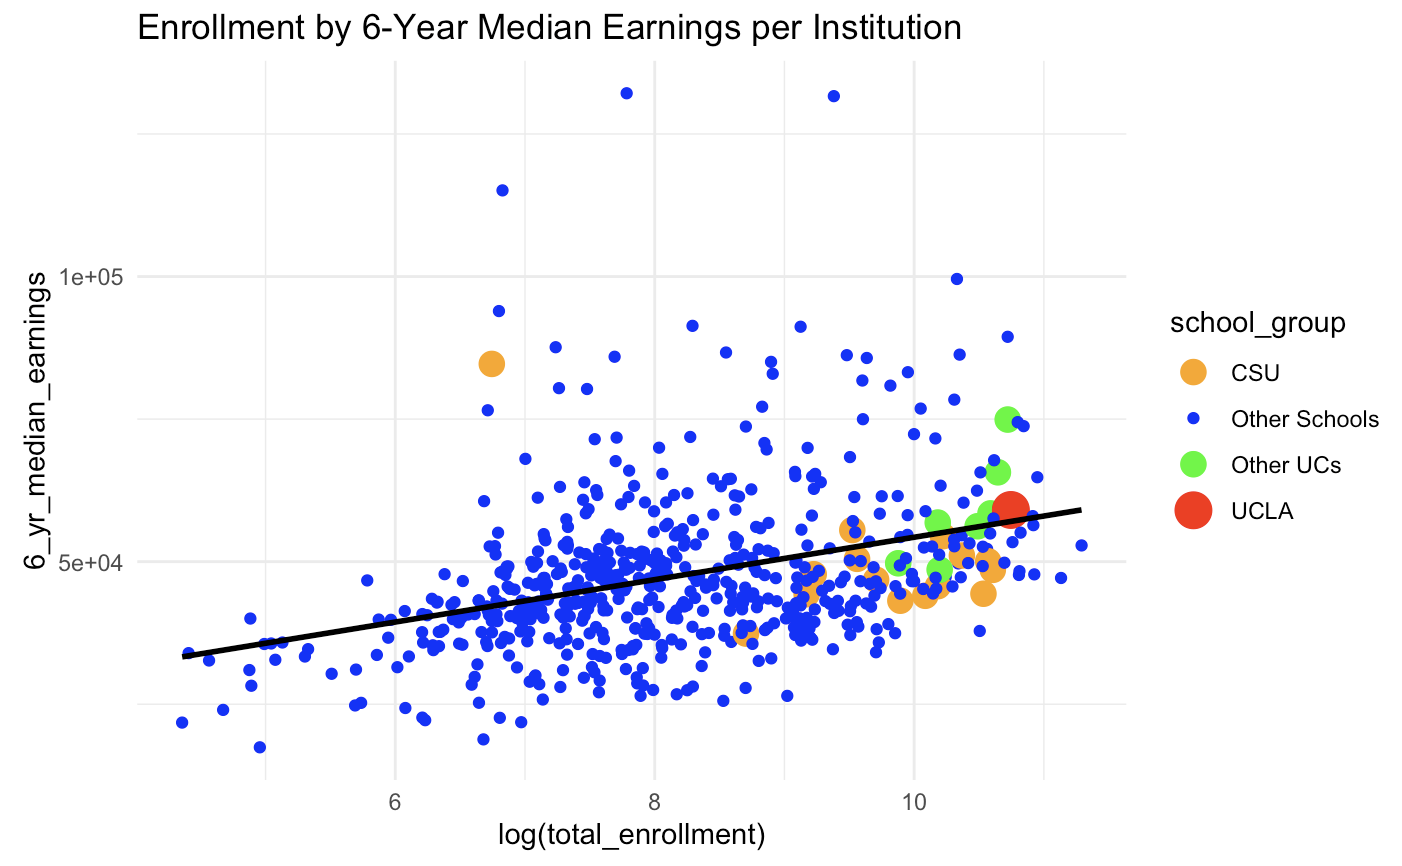 Enrollment by 6-Year Median Earnings per Institution
6_yr_median_earnings
1e+05
5e+04
6
8
10
log(total_enrollment)
school_group
CSU
Other Schools
Other UCs
UCLA